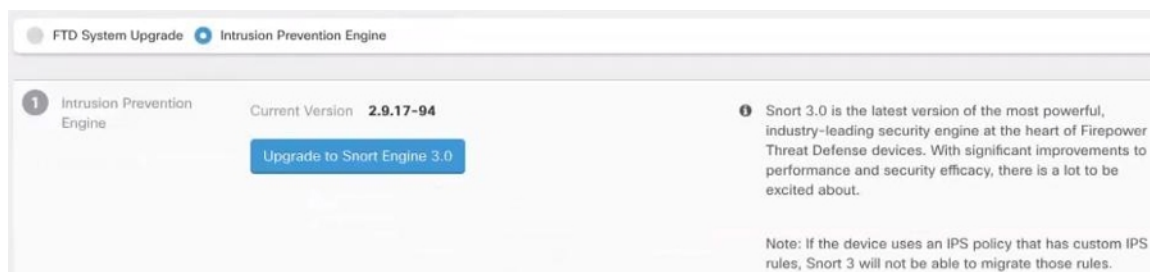 FTD System Upgrade Intrusion Prevention Engine
1 Intrusion Prevention
Engine
Current Version 2.9.17-94
Upgrade to Snort Engine 3.0
Snort 3.0 is the latest version of the most powerful,
industry-leading security engine at the heart of Firepower
Threat Defense devices. With significant improvements to
performance and security efficacy, there is a lot to be
excited about.
Note: If the device uses an IPS policy that has custom IPS
rules, Snort 3 will not be able to migrate those rules.